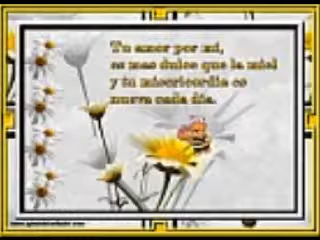 Tu amor por mi,
es mas dulce que la miel
y tu misericordia es
nueva cada dia.